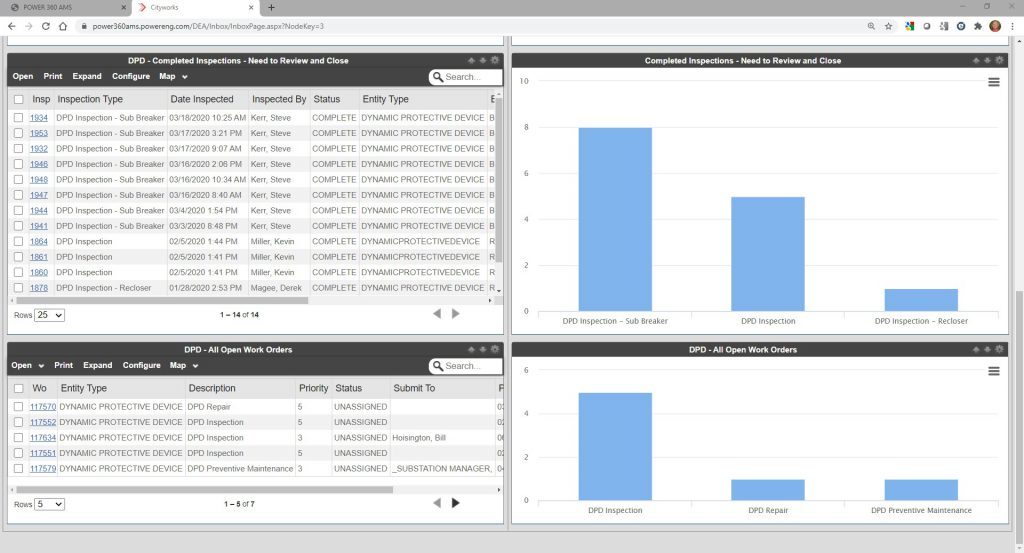 POWER 360 AMS
Cityworks
power360ams.powereng.com/DEA/Inbox/InboxPage.aspx?NodeKey=3
DPD - Completed Inspections - Need to Review and Close
Open Print Expand Configure Map Search...
Insp Inspection Type Date Inspected Inspected By Status Entity Type E
1934 DPD Inspection - Sub Breaker 03/18/2020 10:25 AM Kerr, Steve COMPLETE DYNAMIC PROTECTIVE DEVICE B
1953 DPD Inspection - Sub Breaker 03/17/2020 3:21 PM Kerr, Steve COMPLETE DYNAMIC PROTECTIVE DEVICE B
1932 DPD Inspection - Sub Breaker 03/17/2020 9:07 AM Kerr, Steve COMPLETE DYNAMIC PROTECTIVE DEVICE B
1946 DPD Inspection - Sub Breaker 03/16/2020 2:06 PM Kerr, Steve COMPLETE DYNAMIC PROTECTIVE DEVICE B
1948 DPD Inspection - Sub Breaker 03/16/2020 10:34 AM Kerr, Steve COMPLETE DYNAMIC PROTECTIVE DEVICE B
1947 DPD Inspection - Sub Breaker 03/16/2020 8:40 AM Kerr, Steve COMPLETE DYNAMIC PROTECTIVE DEVICE B
1944 DPD Inspection - Sub Breaker 03/4/2020 1:54 PM Kerr, Steve COMPLETE DYNAMIC PROTECTIVE DEVICE B
1941 DPD Inspection - Sub Breaker 03/3/2020 8:48 PM Kerr, Steve COMPLETE DYNAMIC PROTECTIVE DEVICE B
1864 DPD Inspection 02/5/2020 1:44 PM Miller, Kevin COMPLETE DYNAMICPROTECTIVEDEVICE R
1861 DPD Inspection 02/5/2020 1:41 PM Miller, Kevin COMPLETE DYNAMICPROTECTIVEDEVICE R
1860 DPD Inspection 02/5/2020 1:41 PM Miller, Kevin COMPLETE DYNAMICPROTECTIVEDEVICE R
1878 DPD Inspection - Recloser 01/28/2020 2:53 PM Magee, Derek COMPLETE DYNAMIC PROTECTIVE DEVICE R
Rows 25 1 – 14 of 14
Completed Inspections - Need to Review and Close
10
8
6
4
2
0
DPD Inspection – Sub Breaker DPD Inspection DPD Inspection – Recloser
DPD - All Open Work Orders
Open Print Expand Configure Map Search...
Wo Entity Type Description Priority Status Submit To P
117570 DYNAMIC PROTECTIVE DEVICE DPD Repair 5 UNASSIGNED 03
117552 DYNAMIC PROTECTIVE DEVICE DPD Inspection 5 UNASSIGNED 02
117634 DYNAMIC PROTECTIVE DEVICE DPD Inspection 3 UNASSIGNED Hoisington, Bill 06
117551 DYNAMIC PROTECTIVE DEVICE DPD Inspection 5 UNASSIGNED 02
117579 DYNAMIC PROTECTIVE DEVICE DPD Preventive Maintenance 3 UNASSIGNED _SUBSTATION MANAGER, 04
Rows 5 1 – 5 of 7
DPD - All Open Work Orders
6
4
2
0
DPD Inspection DPD Repair DPD Preventive Maintenance